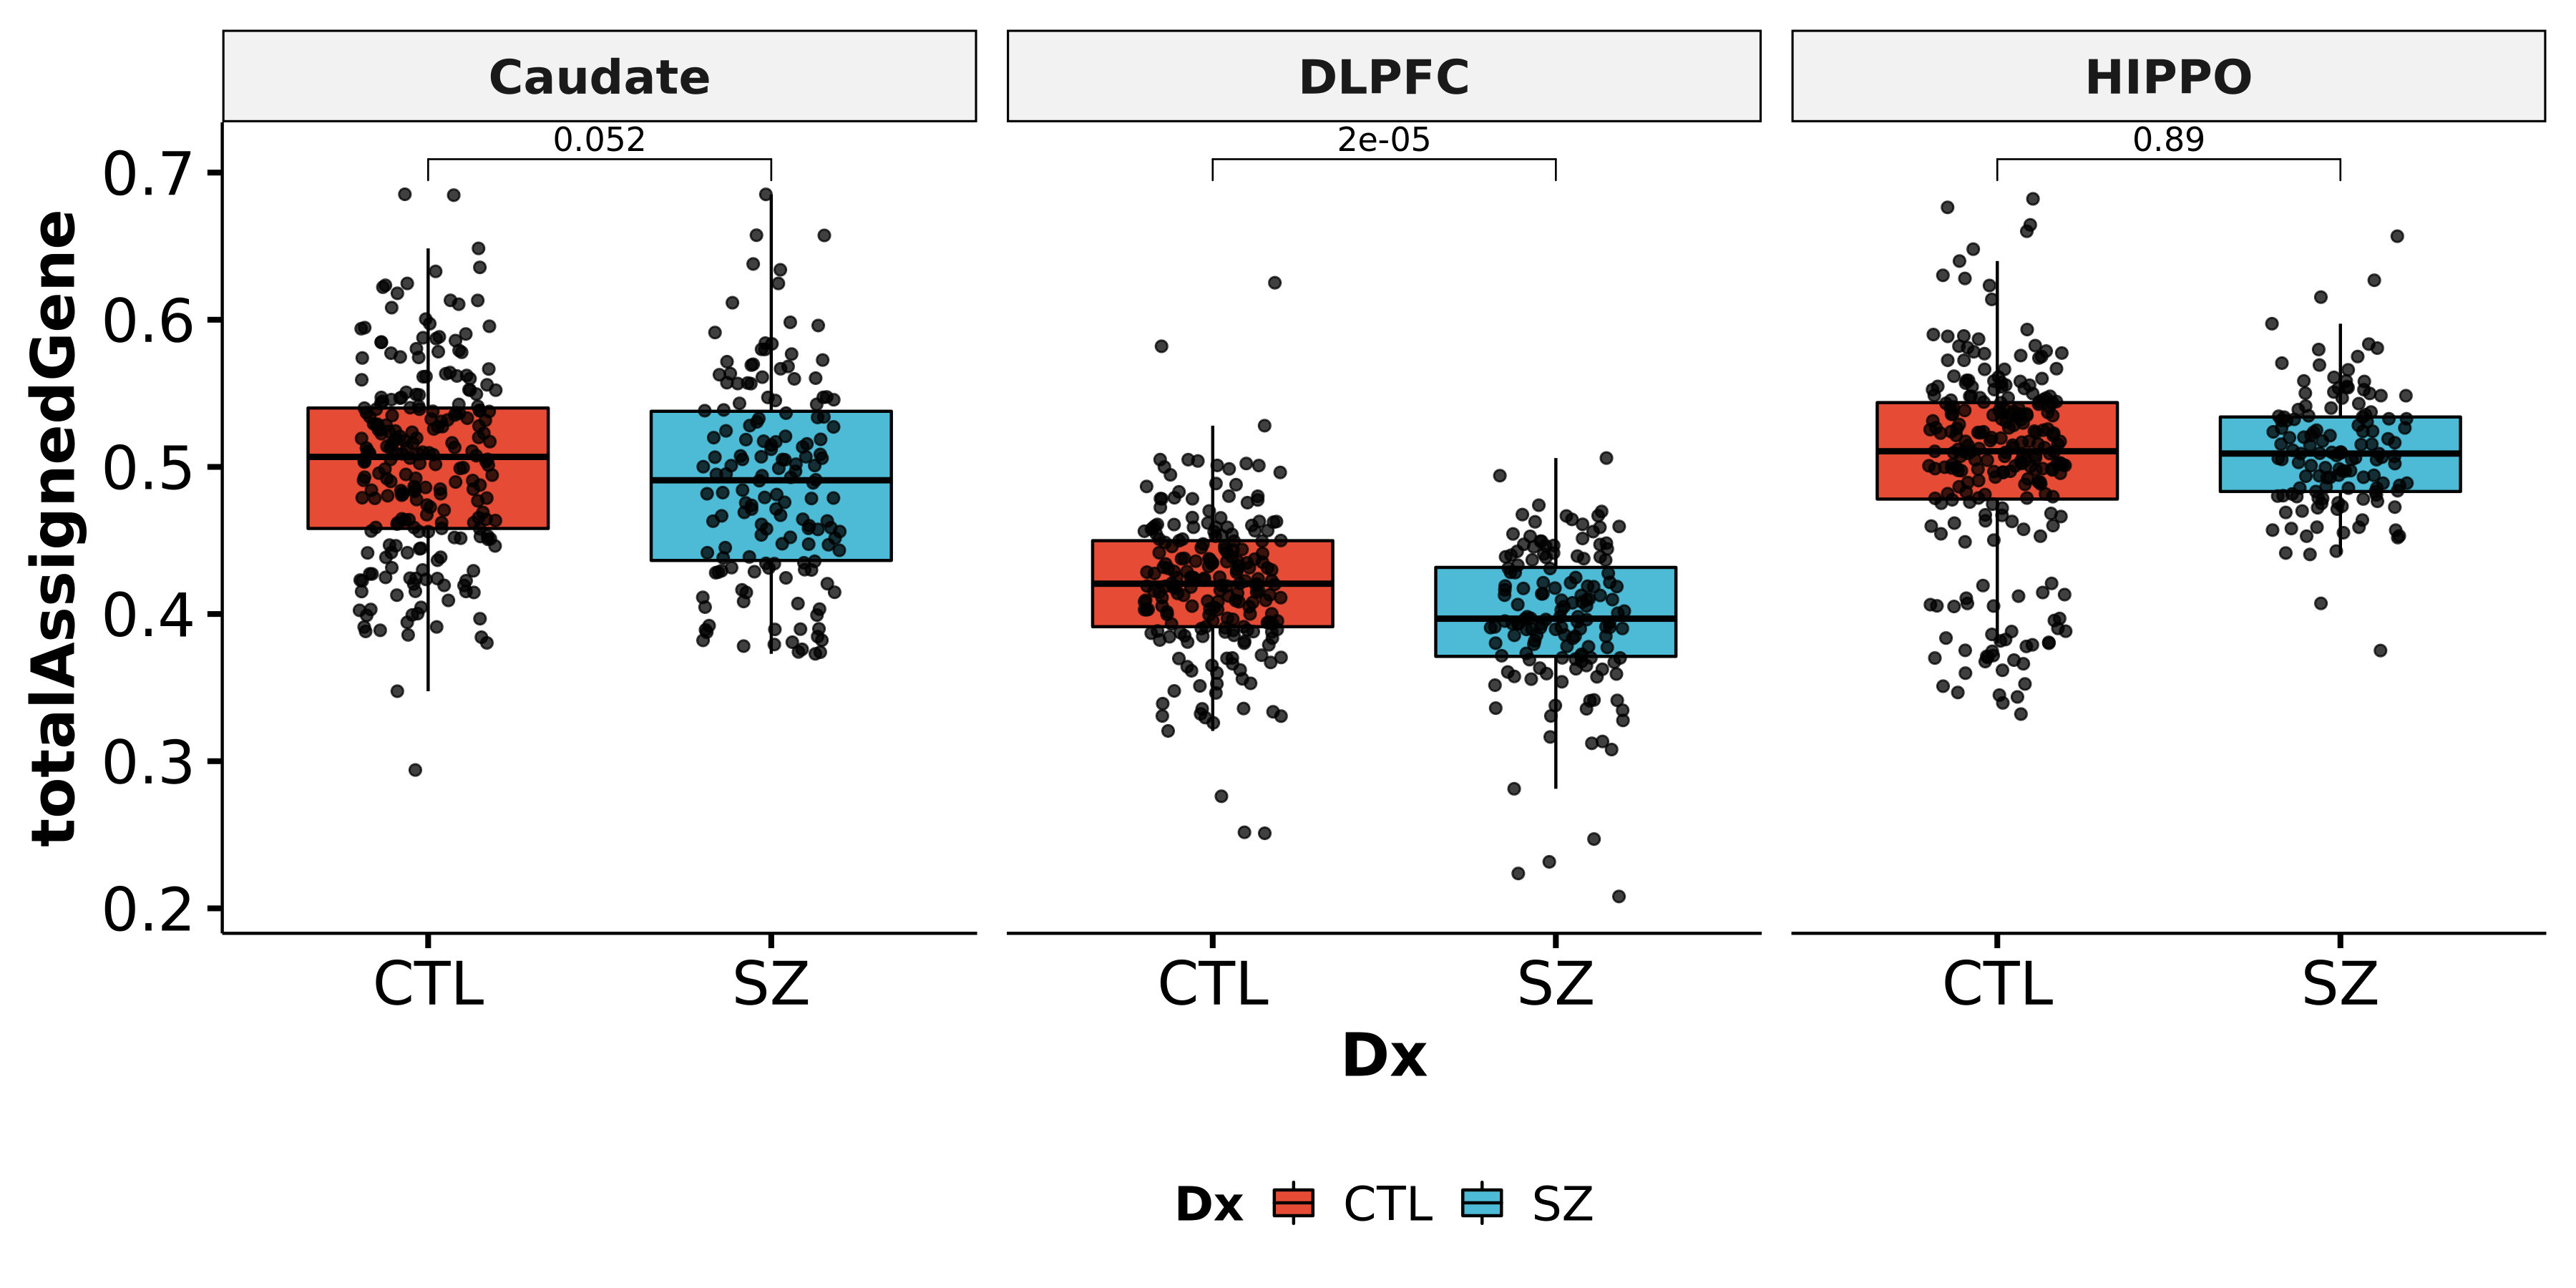 Caudate DLPFC HIPPO
0.052 2e-05 0.89
totalAssignedGene
0.7
0.6
0.5
0.4
0.3
0.2
CTL SZ CTL SZ CTL SZ
Dx
Dx CTL SZ